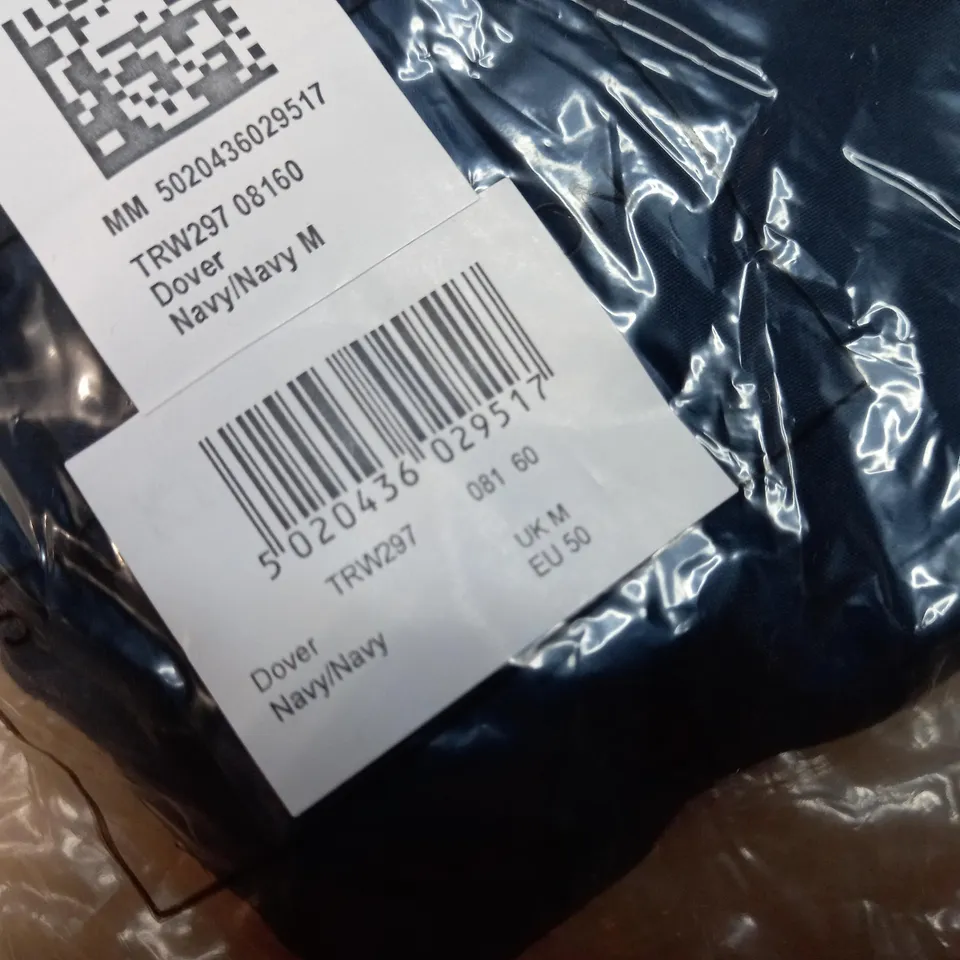 MM 5020436029517
TRW297 08160
Dover
Navy/Navy M
5 020436 029517
TRW297 081 60
UK M
EU 50
Dover
Navy/Navy